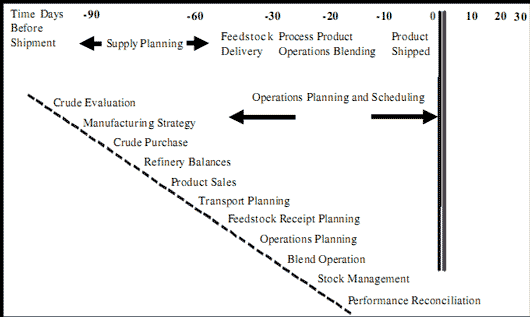 Time Days -90 -60 -30 -20 -10 0 10 20 30
Before
Shipment
Supply Planning
Feedstock Process Product Product
Delivery Operations Blending Shipped
Operations Planning and Scheduling
Crude Evaluation
Manufacturing Strategy
Crude Purchase
Refinery Balances
Product Sales
Transport Planning
Feedstock Receipt Planning
Operations Planning
Blend Operation
Stock Management
Performance Reconciliation